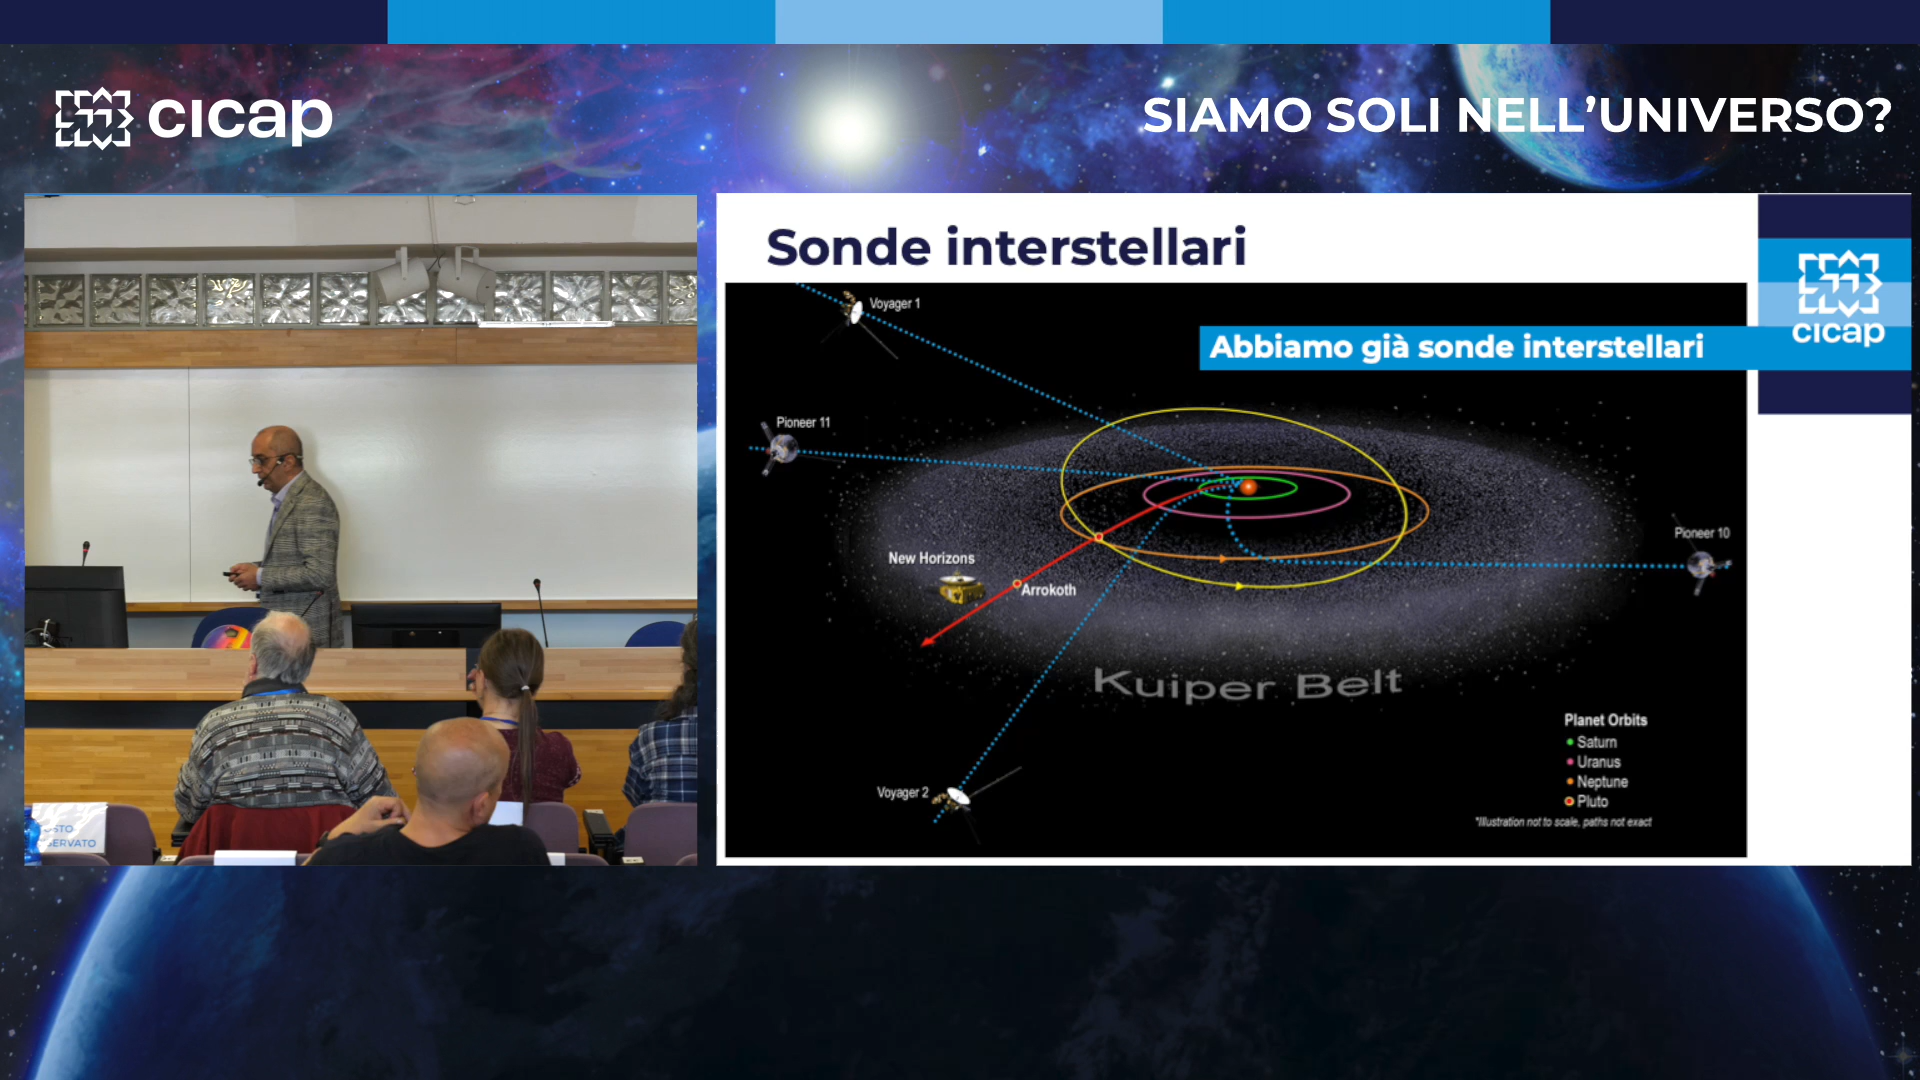 cicap
SIAMO SOLI NELL'UNIVERSO?
Sonde interstellari
cicap
Abbiamo già sonde interstellari
Voyager 1
Pioneer 11
Pioneer 10
New Horizons
Arrokoth
Kuiper Belt
Voyager 2
Planet Orbits
Saturn
Uranus
Neptune
Pluto
*Illustration not to scale, paths not exact